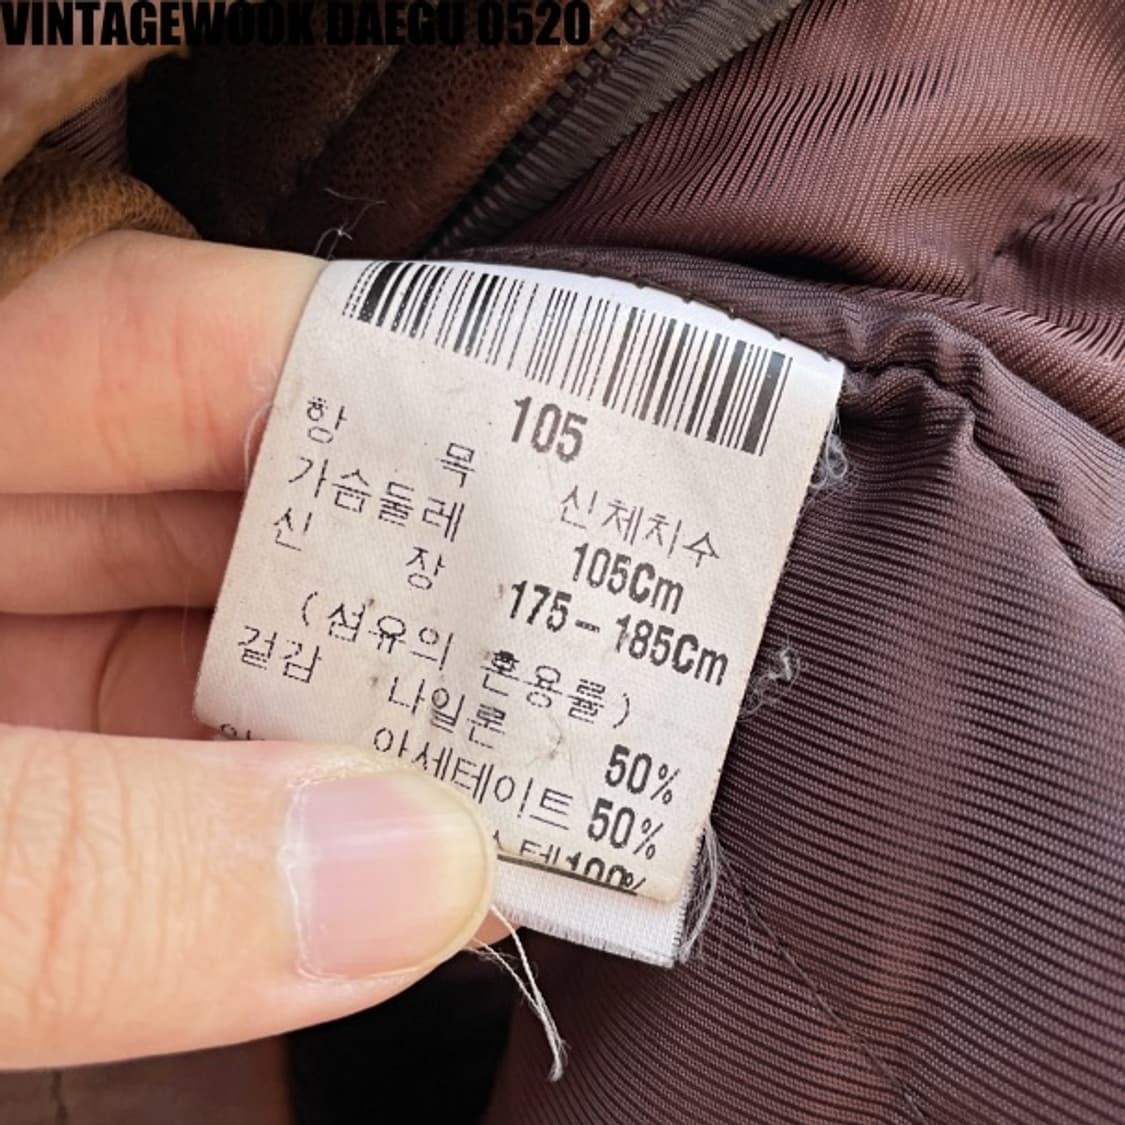 VINTAGEWOOK DAEGU 0520
105
항 목 신체치수
가슴둘레 105Cm
신 장 175-185Cm
(섬유의 혼용률)
겉감 나일론 50%
아세테이트 50%
100%